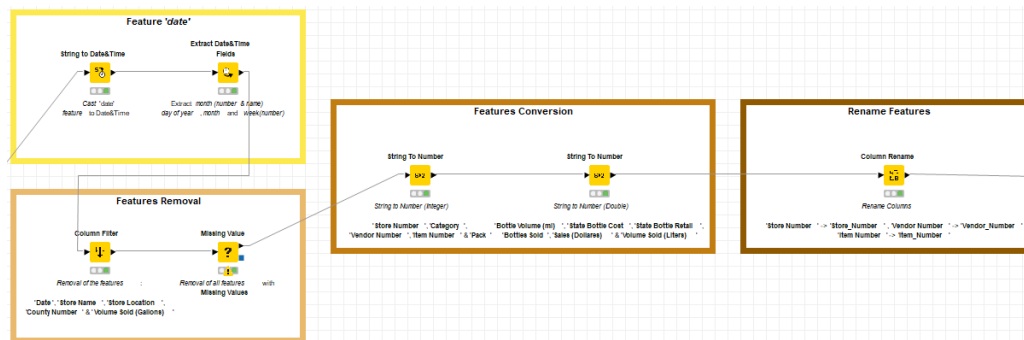 Feature 'date'
String to Date&Time
Extract Date&Time
Fields
Cast 'date'
feature to Date&Time
Extract month (number & name)
day of year , month and week(number)
Features Removal
Column Filter
Missing Value
Removal of the features :
'Date', 'Store Name ', 'Store Location ',
'County Number ' & 'Volume Sold (Gallons) '
Removal of all features with
Missing Values
Features Conversion
String To Number
String to Number (Integer)
'Store Number ', 'Category ',
'Vendor Number ', 'Item Number ' & 'Pack '
String To Number
String to Number (Double)
'Bottle Volume (ml) ', 'State Bottle Cost ', 'State Bottle Retail ',
'Bottles Sold ', 'Sales (Dollares) ' & 'Volume Sold (Liters) '
Rename Features
Column Rename
Rename Columns
'Store Number ' -> 'Store_Number ' , 'Vendor Number ' -> 'Vendor_Number '
'Item Number ' -> 'Item_Number '